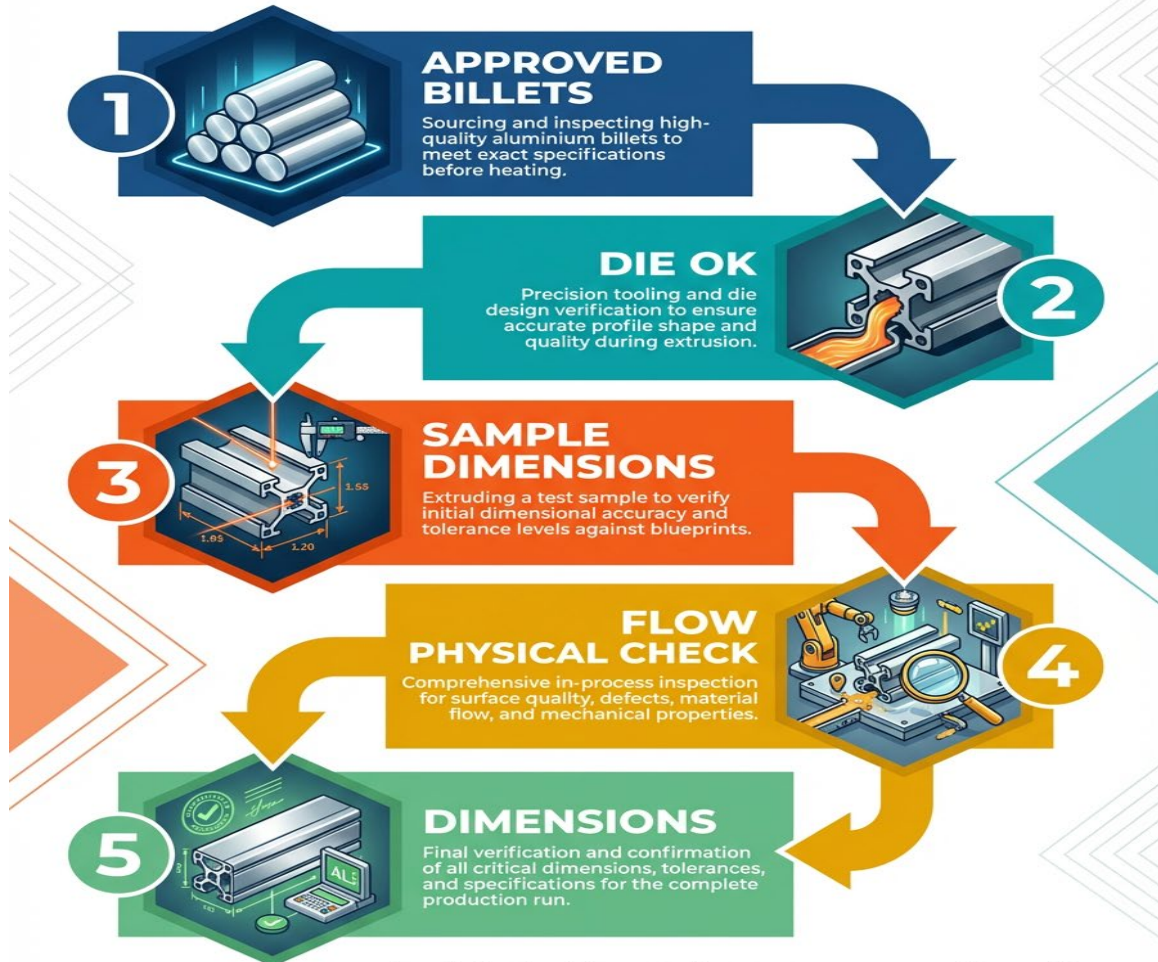 1
APPROVED
BILLETS
Sourcing and inspecting high-
quality aluminium billets to
meet exact specifications
before heating.
DIE OK
Precision tooling and die
design verification to ensure
accurate profile shape and
quality during extrusion.
2
3
1.55
1.20
SAMPLE
DIMENSIONS
Extruding a test sample to verify
initial dimensional accuracy and
tolerance levels against blueprints.
FLOW
PHYSICAL CHECK
Comprehensive in-process inspection
for surface quality, defects, material
flow, and mechanical properties.
4
5
DIMENSIONS
Final verification and confirmation
of all critical dimensions, tolerances,
and specifications for the complete
production run.